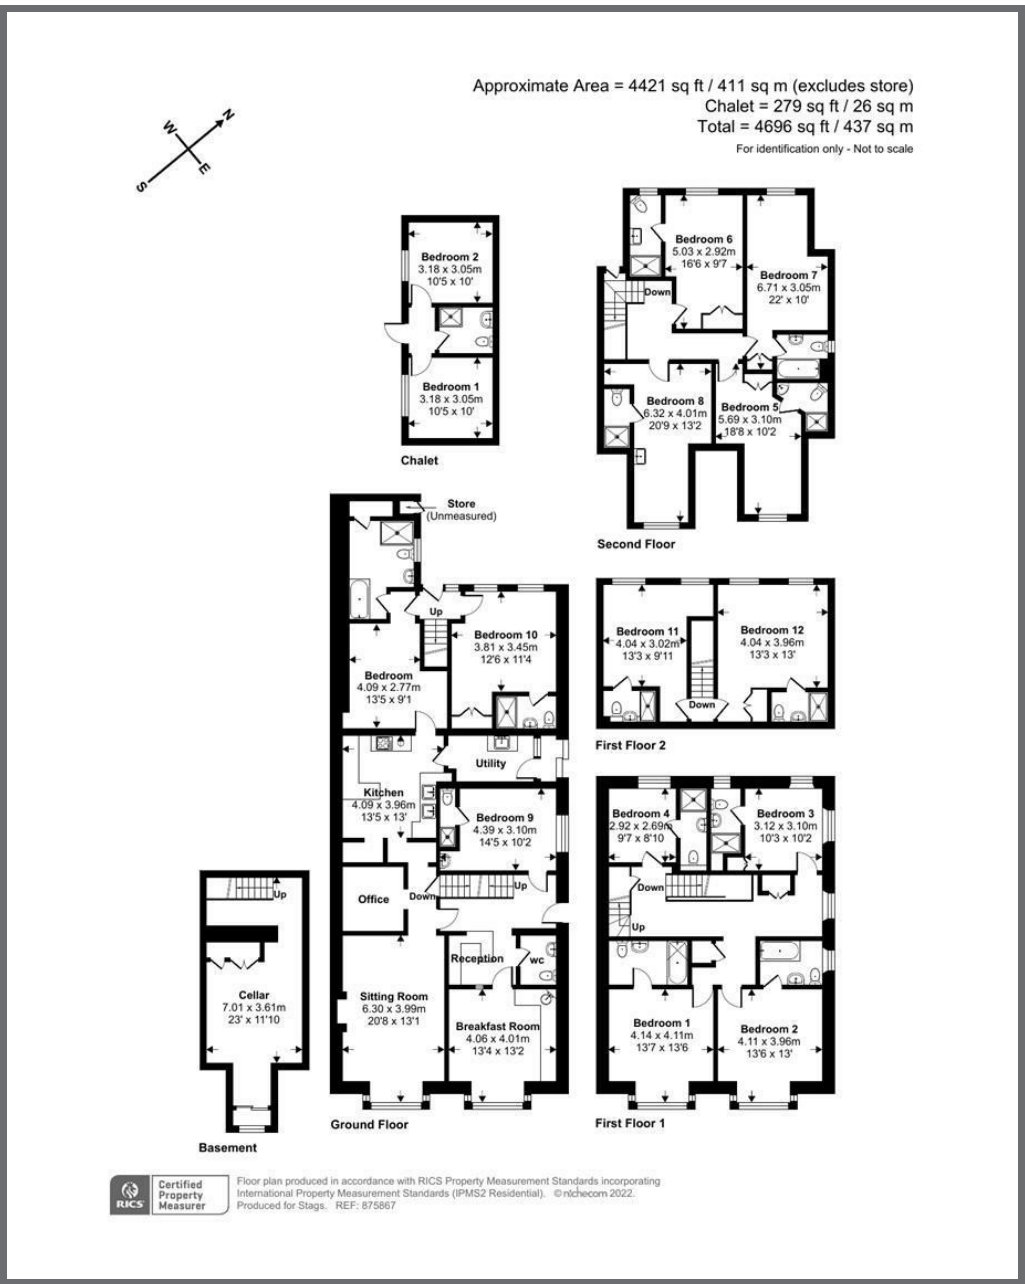 Approximate Area = 4421 sq ft / 411 sq m (excludes store)
Chalet = 279 sq ft / 26 sq m
Total = 4696 sq ft / 437 sq m
For identification only - Not to scale
N
W
E
S
Bedroom 2
3.18 x 3.05m
10'5 x 10'
Bedroom 1
3.18 x 3.05m
10'5 x 10'
Chalet
Bedroom 6
5.03 x 2.92m
16'6 x 9'7
Bedroom 7
6.71 x 3.05m
22' x 10'
Down
Bedroom 8
6.32 x 4.01m
20'9 x 13'2
Bedroom 5
5.69 x 3.10m
18'8 x 10'2
Second Floor
Store
(Unmeasured)
Up
Bedroom 10
3.81 x 3.45m
12'6 x 11'4
Bedroom
4.09 x 2.77m
13'5 x 9'1
Utility
Kitchen
4.09 x 3.96m
13'5 x 13'
Bedroom 9
4.39 x 3.10m
14'5 x 10'2
Office
Down
Up
Reception
wc
Sitting Room
6.30 x 3.99m
20'8 x 13'1
Breakfast Room
4.06 x 4.01m
13'4 x 13'2
Ground Floor
Bedroom 11
4.04 x 3.02m
13'3 x 9'11
Bedroom 12
4.04 x 3.96m
13'3 x 13'
Down
First Floor 2
Bedroom 4
2.92 x 2.69m
9'7 x 8'10
Bedroom 3
3.12 x 3.10m
10'3 x 10'2
Down
Up
Bedroom 1
4.14 x 4.11m
13'7 x 13'6
Bedroom 2
4.11 x 3.96m
13'6 x 13'
First Floor 1
Up
Cellar
7.01 x 3.61m
23' x 11'10
Basement
RICS
Certified
Property
Measurer
Floor plan produced in accordance with RICS Property Measurement Standards incorporating
International Property Measurement Standards (IPMS2 Residential). © nichecom 2022.
Produced for Stags. REF: 875867